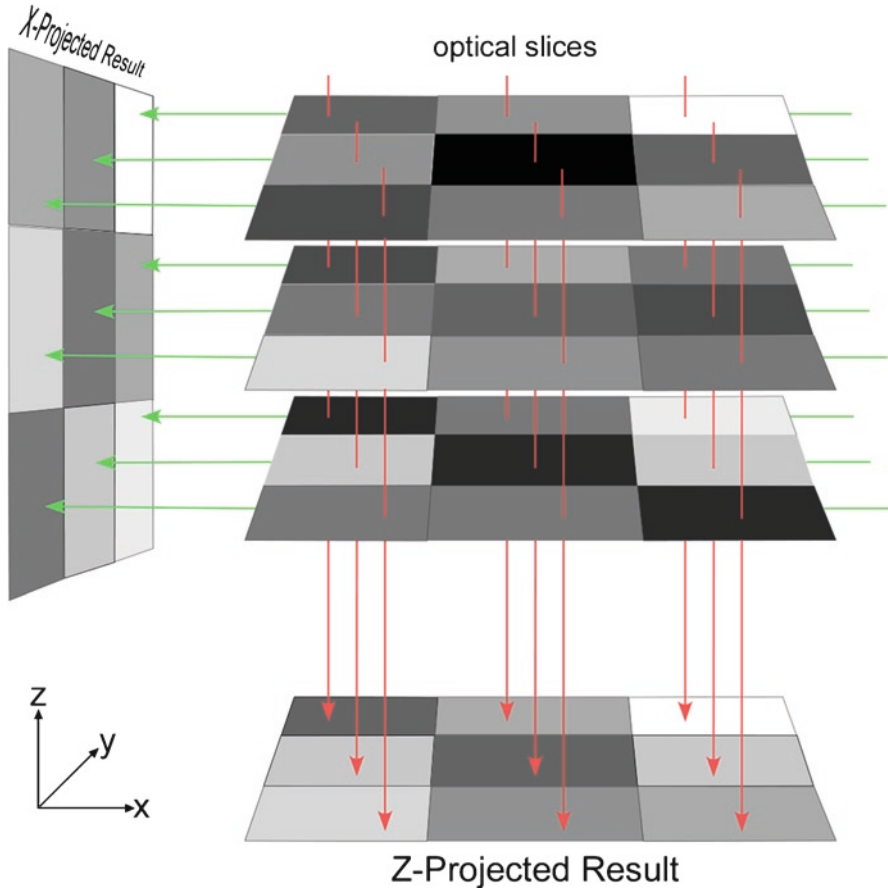 X-Projected Result
optical slices
z
y
x
Z-Projected Result